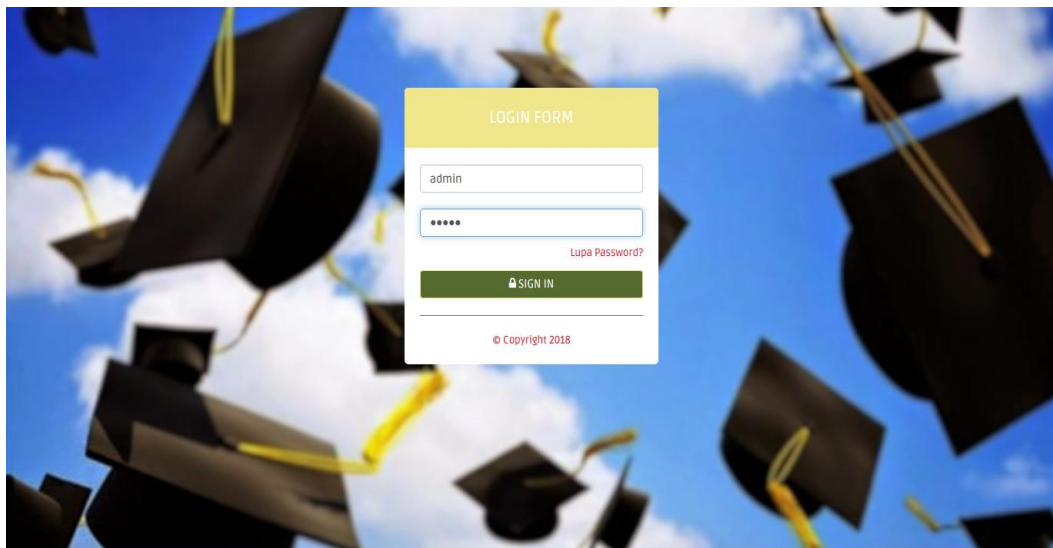 LOGIN FORM
admin
•••••
Lupa Password?
SIGN IN
© Copyright 2018